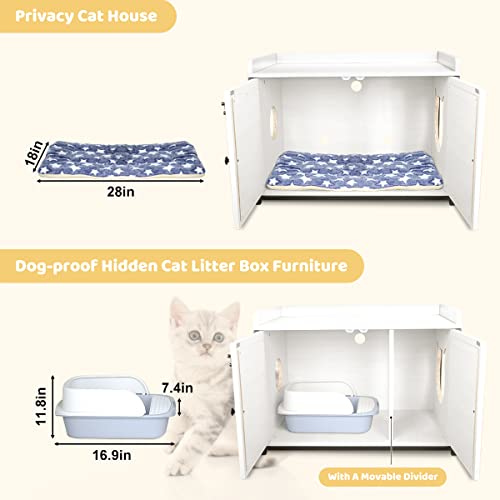 Privacy Cat House
18in
28in
Dog-proof Hidden Cat Litter Box Furniture
11.8in
7.4in
16.9in
With A Movable Divider